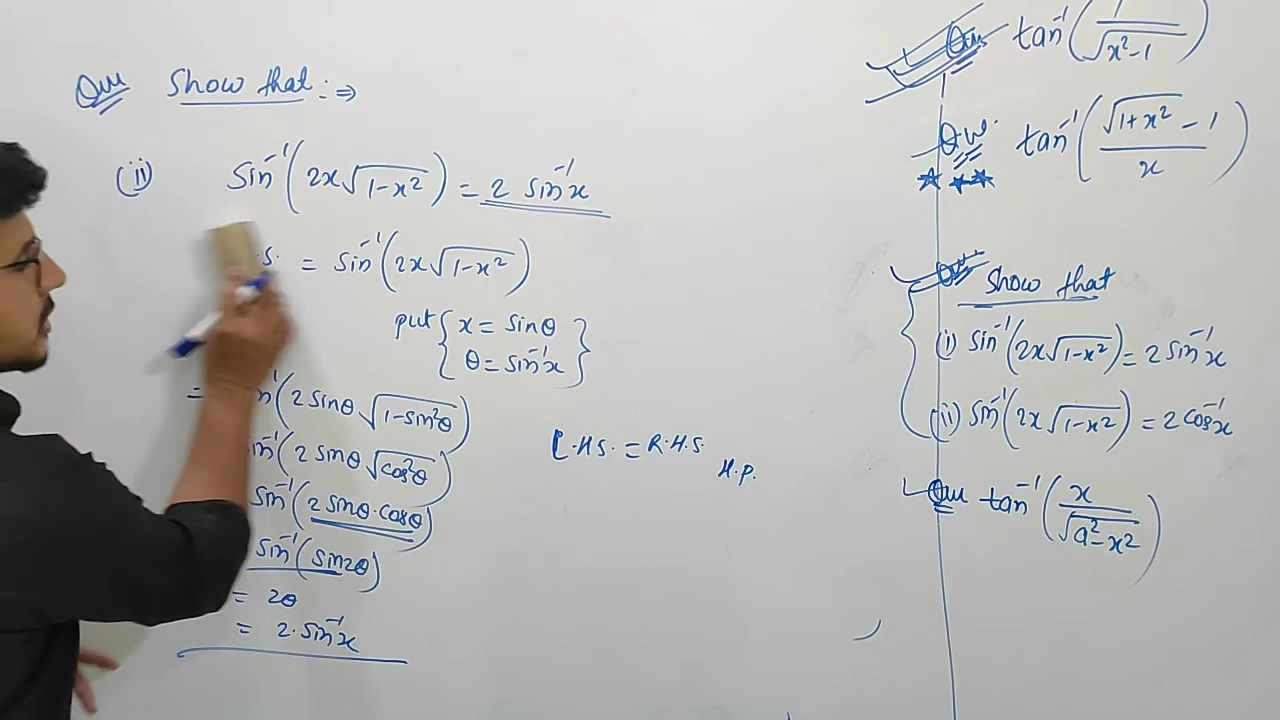 Que Show that :- ⇒
(ii) Sin⁻¹(2x√(1-x²)) = 2 sin⁻¹x
.s. = sin⁻¹(2x√(1-x²))
put { x = sinθ
θ = sin⁻¹x }
= in⁻¹(2 sinθ √(1-sin²θ))
in⁻¹(2 sinθ √(cos²θ))
sin⁻¹(2 sinθ·cosθ)
sin⁻¹(sin2θ)
= 2θ
= 2·sin⁻¹x
L.H.S. = R.H.S.
H.P.
Que tan⁻¹(1/√(x²-1))
Que. tan⁻¹((√(1+x²) - 1)/x)
Que Show that
(i) sin⁻¹(2x√(1-x²)) = 2 sin⁻¹x
(ii) sin⁻¹(2x√(1-x²)) = 2 cos⁻¹x
Que tan⁻¹(x/√(a²-x²))